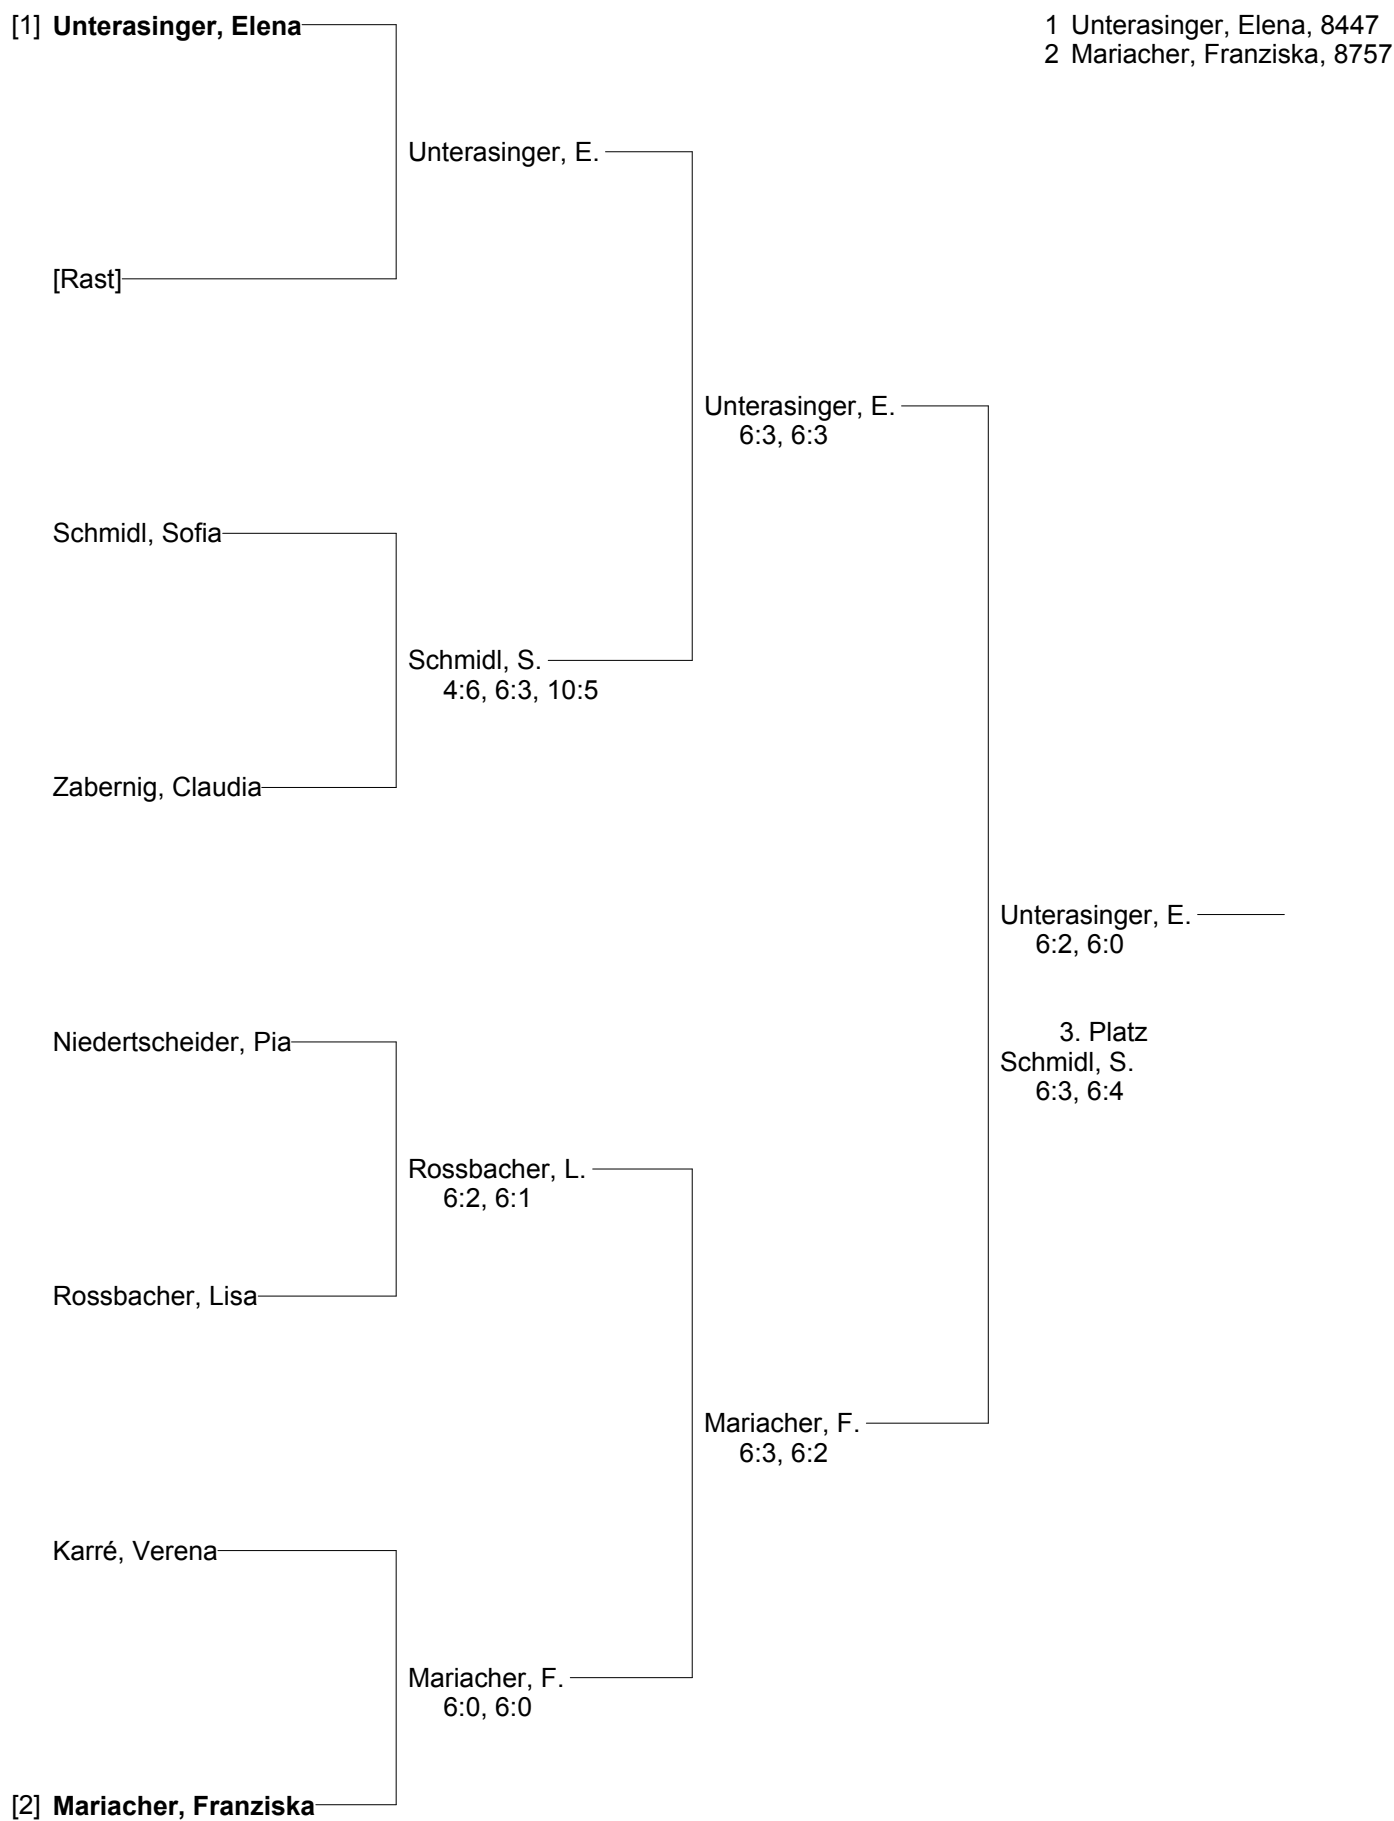 [1] Unterasinger, Elena
1 Unterasinger, Elena, 8447
2 Mariacher, Franziska, 8757
Unterasinger, E.
[Rast]
Unterasinger, E.
6:3, 6:3
Schmidl, Sofia
Schmidl, S.
4:6, 6:3, 10:5
Zabernig, Claudia
Unterasinger, E.
6:2, 6:0
3. Platz
Schmidl, S.
6:3, 6:4
Niedertscheider, Pia
Rossbacher, L.
6:2, 6:1
Rossbacher, Lisa
Mariacher, F.
6:3, 6:2
Karré, Verena
Mariacher, F.
6:0, 6:0
[2] Mariacher, Franziska